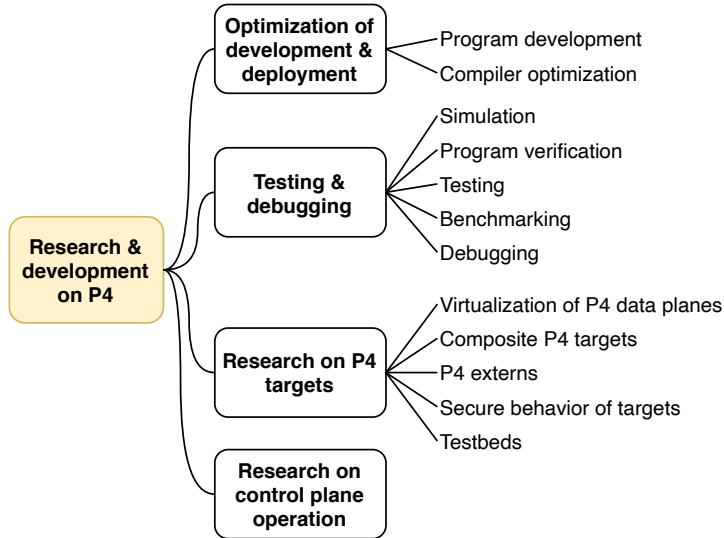 Optimization of
development &
deployment
Program development
Compiler optimization
Testing &
debugging
Simulation
Program verification
Testing
Benchmarking
Debugging
Research &
development
on P4
Research on P4
targets
Virtualization of P4 data planes
Composite P4 targets
P4 externs
Secure behavior of targets
Testbeds
Research on
control plane
operation